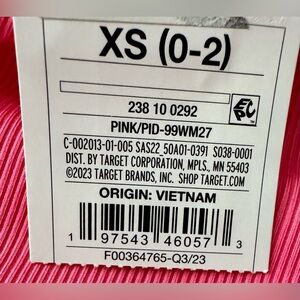 XS (0-2)
238 10 0292
EPC
PINK/PID-99WM27
C-002013-01-005 SAS22 50A01-0391 S038-0001
DIST. BY TARGET CORPORATION, MPLS., MN 55403
©2023 TARGET BRANDS, INC. SHOP TARGET.COM
ORIGIN: VIETNAM
1 97543 46057 3
F00364765-Q3/23